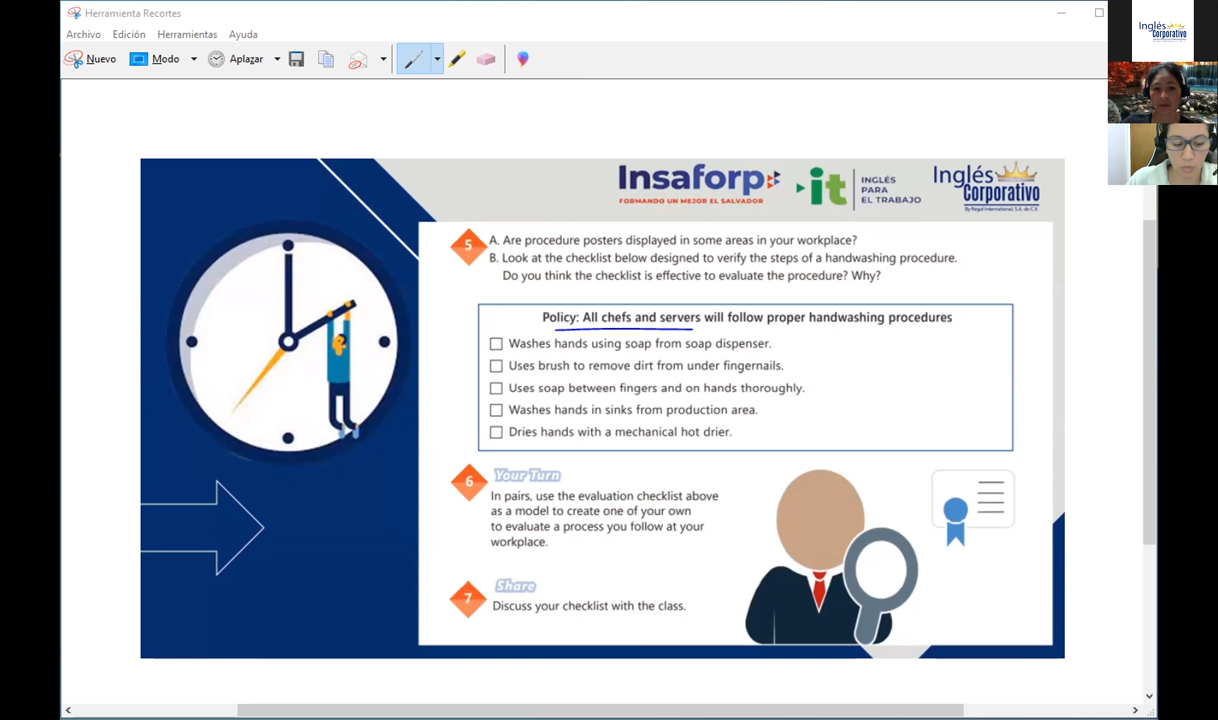 Herramienta Recortes
Archivo Edición Herramientas Ayuda
Nuevo Modo Aplazar
Inglés
Corporativo
Insaforp
FORMANDO UN MEJOR EL SALVADOR
it
INGLÉS
PARA
EL TRABAJO
Inglés
Corporativo
By Regal International, S.A. de C.V.
5
A. Are procedure posters displayed in some areas in your workplace?
B. Look at the checklist below designed to verify the steps of a handwashing procedure.
Do you think the checklist is effective to evaluate the procedure? Why?
Policy: All chefs and servers will follow proper handwashing procedures
Washes hands using soap from soap dispenser.
Uses brush to remove dirt from under fingernails.
Uses soap between fingers and on hands thoroughly.
Washes hands in sinks from production area.
Dries hands with a mechanical hot drier.
6
Your Turn
In pairs, use the evaluation checklist above
as a model to create one of your own
to evaluate a process you follow at your
workplace.
7
Share
Discuss your checklist with the class.